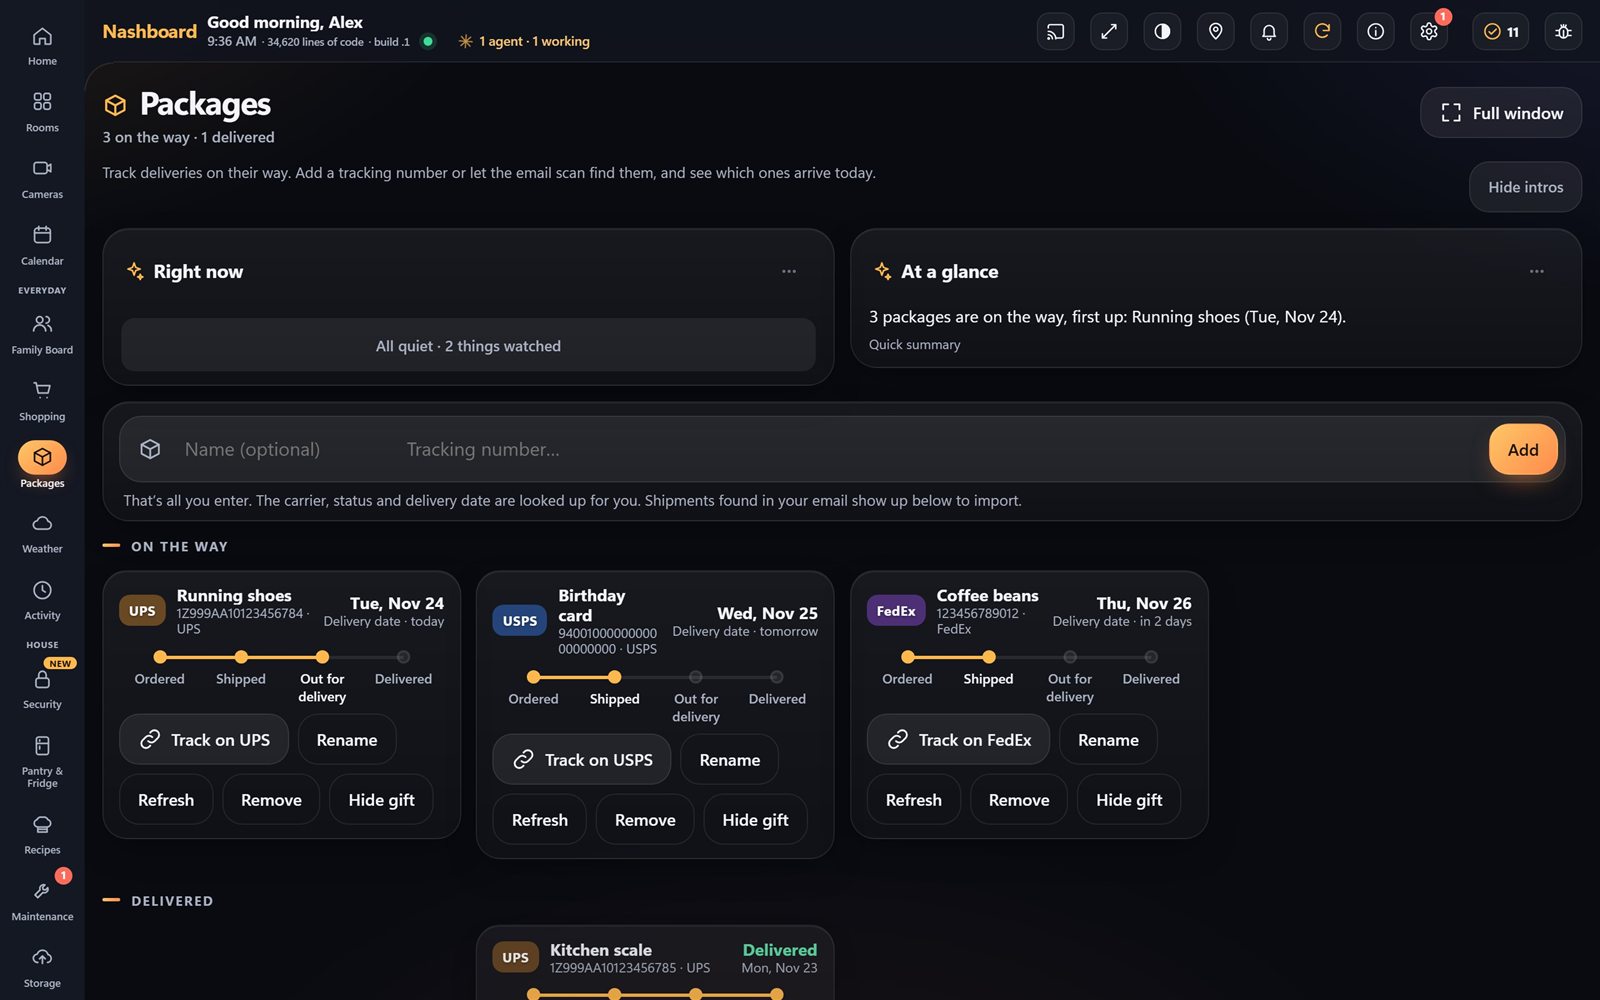 Nashboard
Good morning, Alex
9:36 AM · 34,620 lines of code · build .1
1 agent · 1 working
1
11
Home
Rooms
Cameras
Calendar
EVERYDAY
Family Board
Shopping
Packages
Weather
Activity
HOUSE
NEW
Security
Pantry &
Fridge
Recipes
1
Maintenance
Storage
Packages
3 on the way · 1 delivered
Full window
Track deliveries on their way. Add a tracking number or let the email scan find them, and see which ones arrive today.
Hide intros
Right now
All quiet · 2 things watched
At a glance
3 packages are on the way, first up: Running shoes (Tue, Nov 24).
Quick summary
Name (optional)
Tracking number...
Add
That's all you enter. The carrier, status and delivery date are looked up for you. Shipments found in your email show up below to import.
ON THE WAY
UPS
Running shoes
1Z999AA10123456784 ·
UPS
Tue, Nov 24
Delivery date · today
Ordered
Shipped
Out for
delivery
Delivered
Track on UPS
Rename
Refresh
Remove
Hide gift
USPS
Birthday
card
94001000000000
00000000 · USPS
Wed, Nov 25
Delivery date · tomorrow
Ordered
Shipped
Out for
delivery
Delivered
Track on USPS
Rename
Refresh
Remove
Hide gift
FedEx
Coffee beans
123456789012 ·
FedEx
Thu, Nov 26
Delivery date · in 2 days
Ordered
Shipped
Out for
delivery
Delivered
Track on FedEx
Rename
Refresh
Remove
Hide gift
DELIVERED
UPS
Kitchen scale
1Z999AA10123456785 · UPS
Delivered
Mon, Nov 23